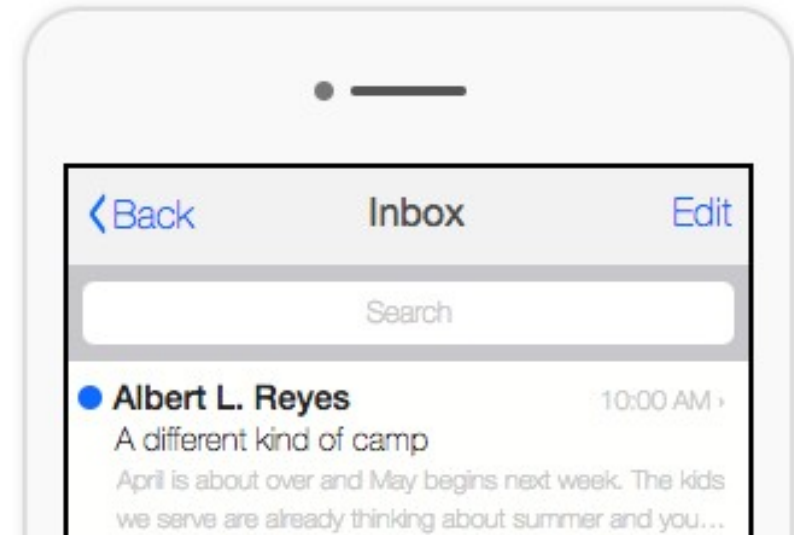 Back Inbox Edit
Search
Albert L. Reyes 10:00 AM ›
A different kind of camp
April is about over and May begins next week. The kids
we serve are already thinking about summer and you...